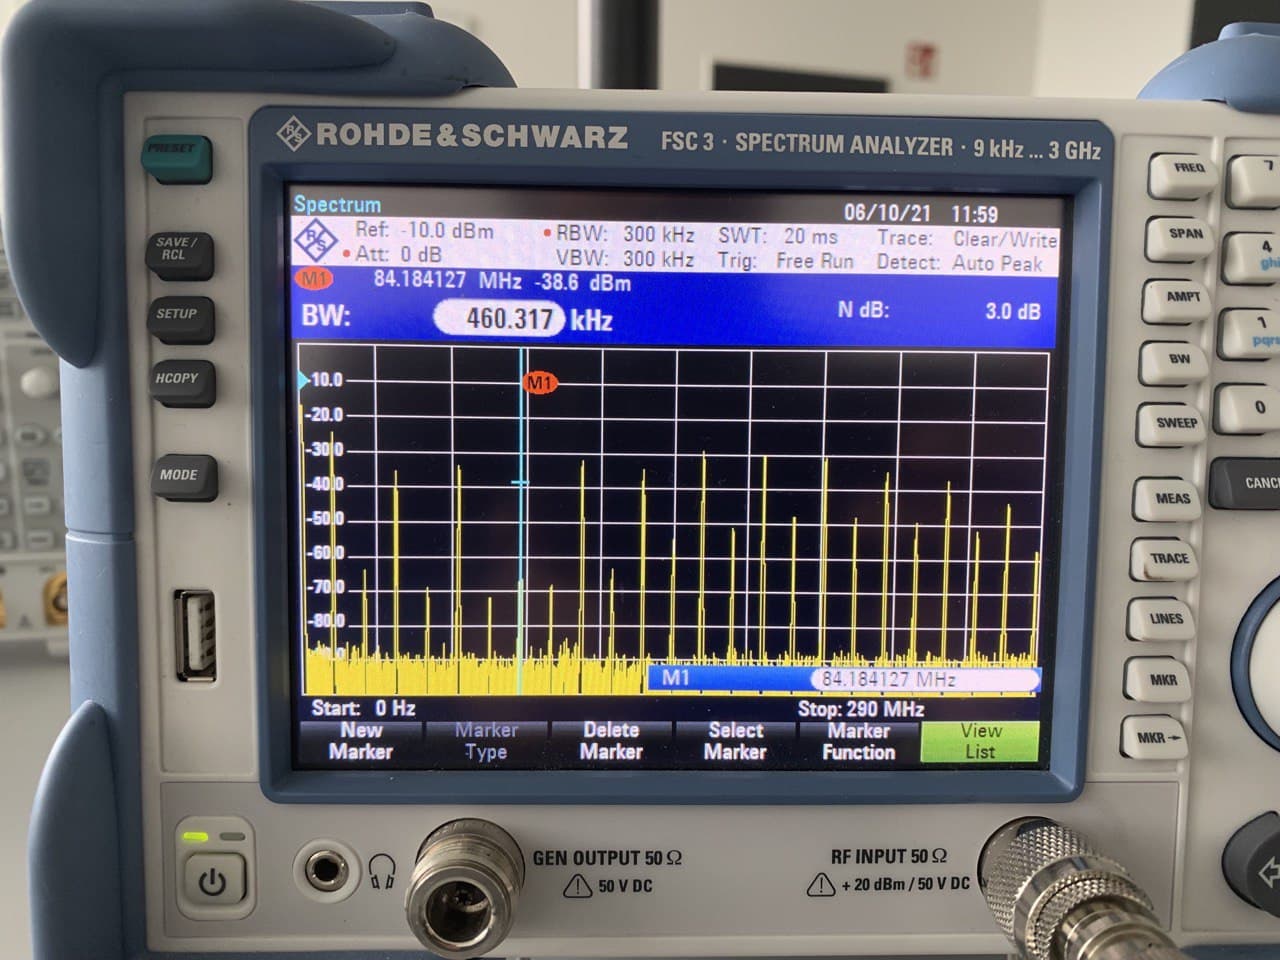 PRESET
SAVE/
RCL
SETUP
HCOPY
MODE
R&S ROHDE&SCHWARZ FSC 3 · SPECTRUM ANALYZER · 9 kHz ... 3 GHz
Spectrum 06/10/21 11:59
R&S Ref: -10.0 dBm • RBW: 300 kHz SWT: 20 ms Trace: Clear/Write
• Att: 0 dB VBW: 300 kHz Trig: Free Run Detect: Auto Peak
M1 84.184127 MHz -38.6 dBm
BW: 460.317 kHz N dB: 3.0 dB
M1
-10.0
-20.0
-30.0
-40.0
-50.0
-60.0
-70.0
-80.0
M1 84.184127 MHz
Start: 0 Hz Stop: 290 MHz
New Marker
Marker Type
Delete Marker
Select Marker
Marker Function
View List
FREQ
SPAN
AMPT
BW
SWEEP
MEAS
TRACE
LINES
MKR
MKR→
7
4
ghi
1
pqrs
0
GEN OUTPUT 50 Ω
50 V DC
RF INPUT 50 Ω
+ 20 dBm / 50 V DC